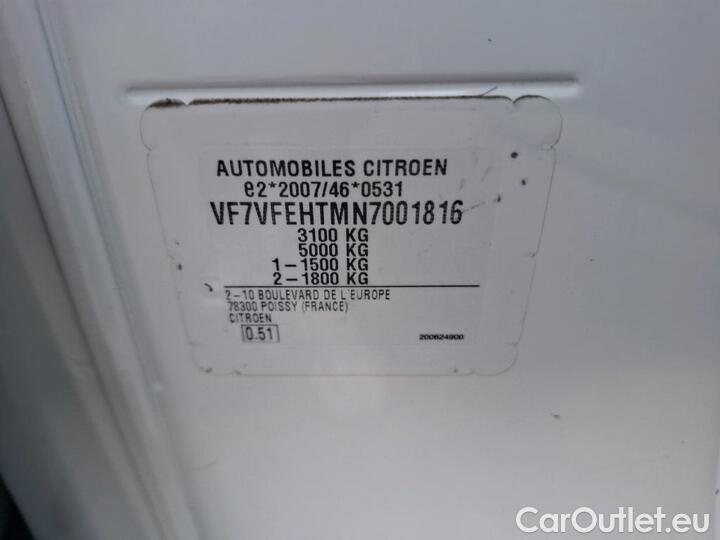 AUTOMOBILES CITROEN
e2*2007/46*0531
VF7VFEHTMN7001816
3100 KG
5000 KG
1-1500 KG
2-1800 KG
2-10 BOULEVARD DE L'EUROPE
78300 POISSY (FRANCE)
CITROEN
0.51
200624900
CarOutlet.eu